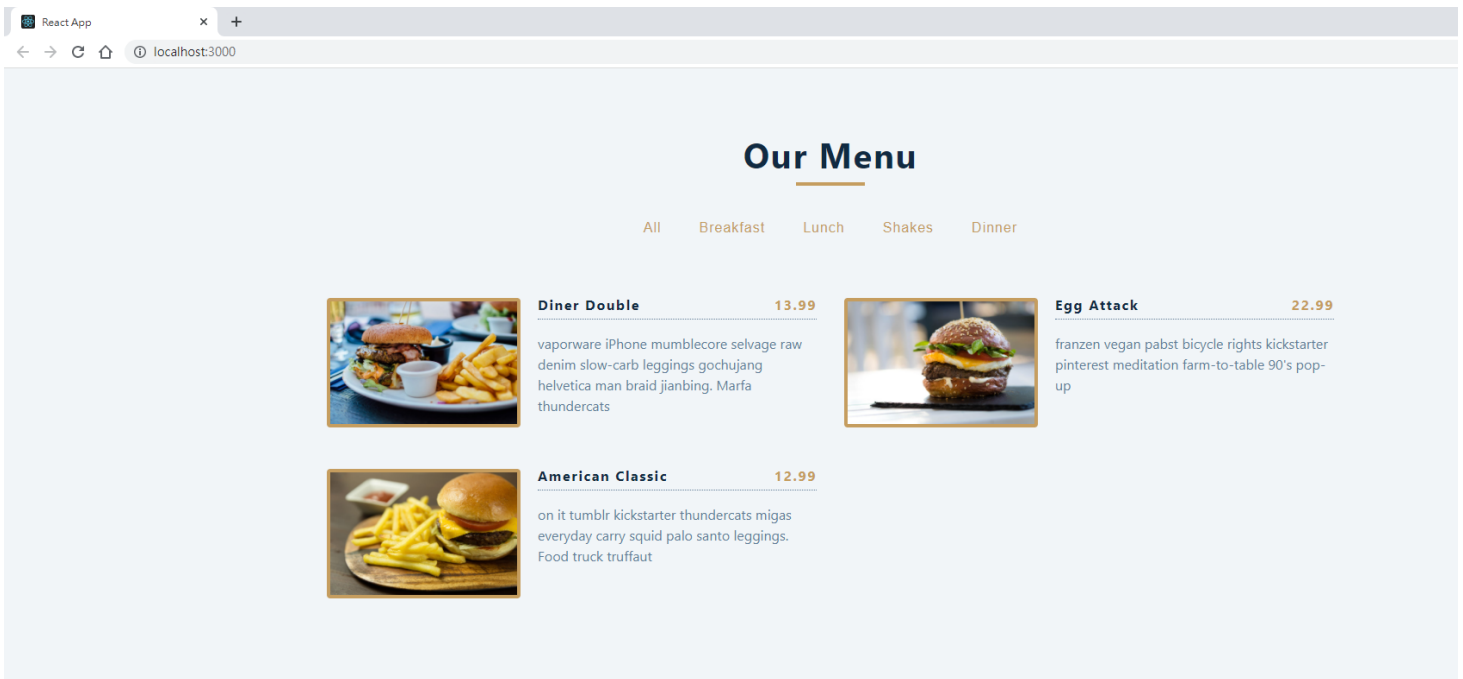 React App
localhost:3000
Our Menu
All Breakfast Lunch Shakes Dinner
Diner Double 13.99
vaporware iPhone mumblecore selvage raw
denim slow-carb leggings gochujang
helvetica man braid jianbing. Marfa
thundercats
Egg Attack 22.99
franzen vegan pabst bicycle rights kickstarter
pinterest meditation farm-to-table 90's pop-
up
American Classic 12.99
on it tumblr kickstarter thundercats migas
everyday carry squid palo santo leggings.
Food truck truffaut